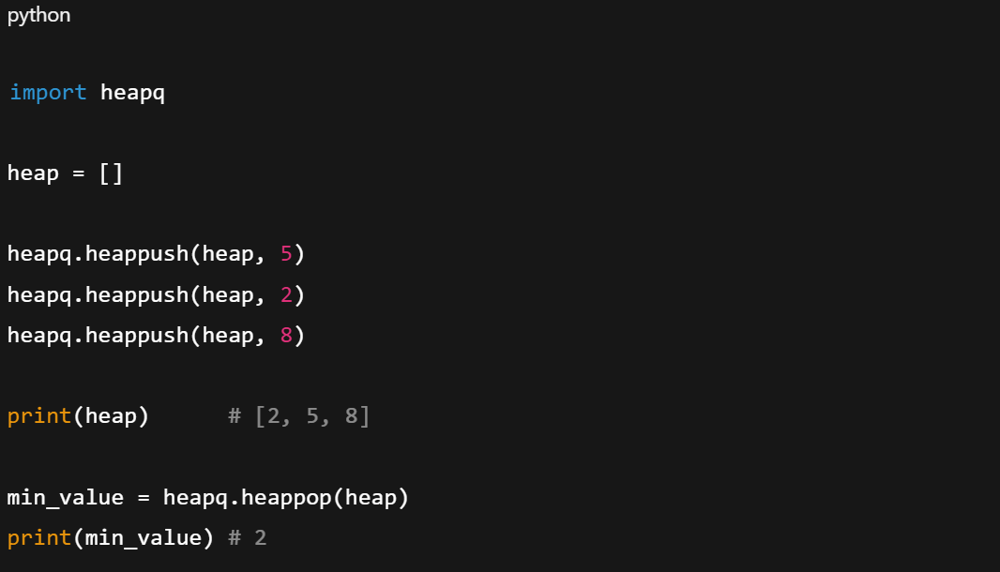 python
import heapq
heap = []
heapq.heappush(heap, 5)
heapq.heappush(heap, 2)
heapq.heappush(heap, 8)
print(heap)      # [2, 5, 8]
min_value = heapq.heappop(heap)
print(min_value) # 2